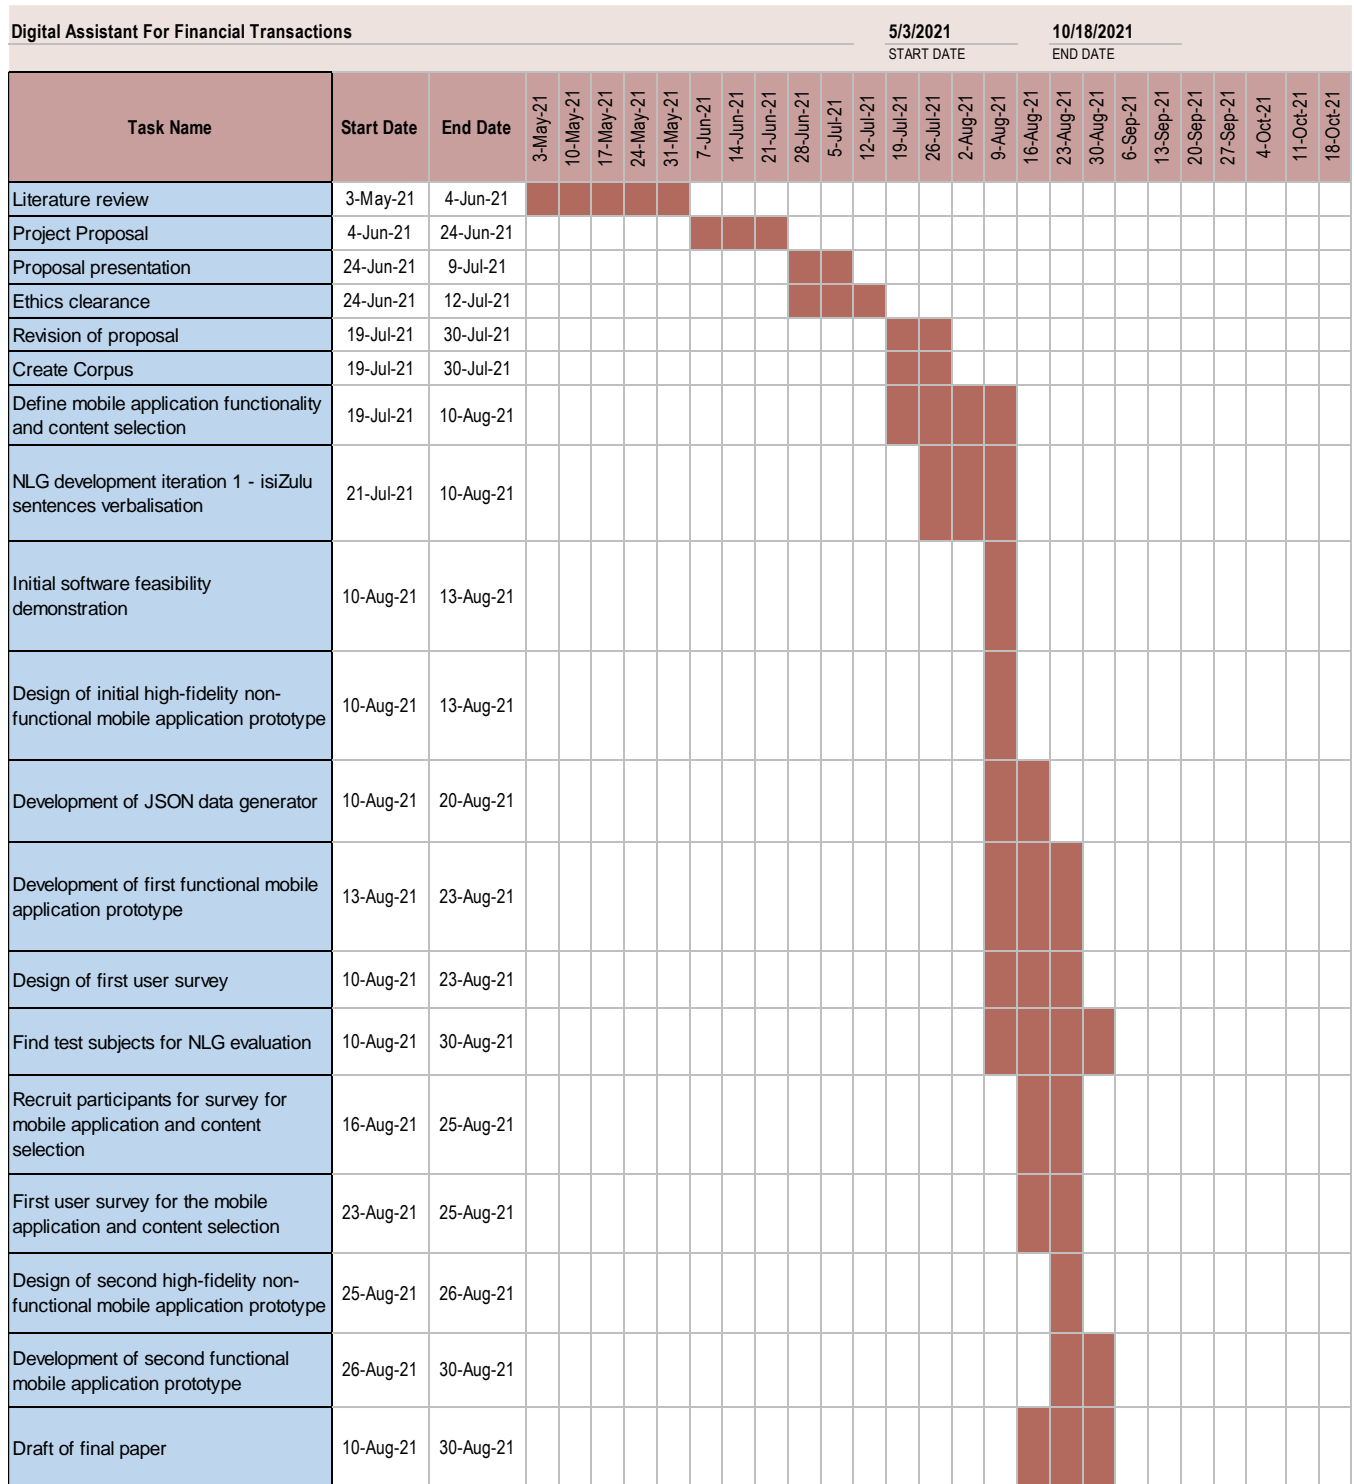 Digital Assistant For Financial Transactions 5/3/2021 10/18/2021
START DATE END DATE
Task Name Start Date End Date 3-May-21 10-May-21 17-May-21 24-May-21 31-May-21 7-Jun-21 14-Jun-21 21-Jun-21 28-Jun-21 5-Jul-21 12-Jul-21 19-Jul-21 26-Jul-21 2-Aug-21 9-Aug-21 16-Aug-21 23-Aug-21 30-Aug-21 6-Sep-21 13-Sep-21 20-Sep-21 27-Sep-21 4-Oct-21 11-Oct-21 18-Oct-21
Literature review 3-May-21 4-Jun-21
Project Proposal 4-Jun-21 24-Jun-21
Proposal presentation 24-Jun-21 9-Jul-21
Ethics clearance 24-Jun-21 12-Jul-21
Revision of proposal 19-Jul-21 30-Jul-21
Create Corpus 19-Jul-21 30-Jul-21
Define mobile application functionality
and content selection 19-Jul-21 10-Aug-21
NLG development iteration 1 - isiZulu
sentences verbalisation 21-Jul-21 10-Aug-21
Initial software feasibility
demonstration 10-Aug-21 13-Aug-21
Design of initial high-fidelity non-
functional mobile application prototype 10-Aug-21 13-Aug-21
Development of JSON data generator 10-Aug-21 20-Aug-21
Development of first functional mobile
application prototype 13-Aug-21 23-Aug-21
Design of first user survey 10-Aug-21 23-Aug-21
Find test subjects for NLG evaluation 10-Aug-21 30-Aug-21
Recruit participants for survey for
mobile application and content 16-Aug-21 25-Aug-21
selection
First user survey for the mobile
application and content selection 23-Aug-21 25-Aug-21
Design of second high-fidelity non-
functional mobile application prototype 25-Aug-21 26-Aug-21
Development of second functional
mobile application prototype 26-Aug-21 30-Aug-21
Draft of final paper 10-Aug-21 30-Aug-21